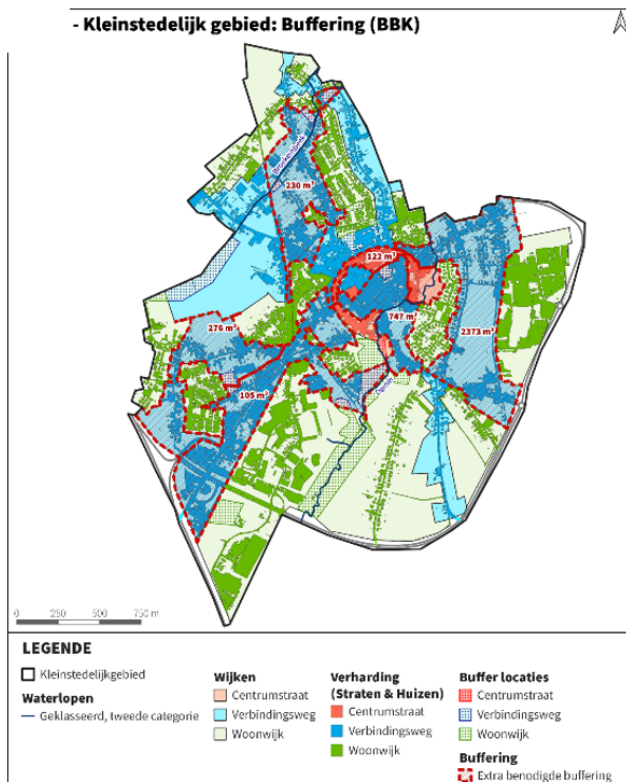 - Kleinstedelijk gebied: Buffering (BBK)
230 m³
122 m³
747 m³
2373 m³
276 m³
105 m³
0 250 500 750 m
LEGENDE
Kleinstedelijkgebied
Waterlopen
Geklasseerd, tweede categorie
Wijken
Centrumstraat
Verbindingsweg
Woonwijk
Verharding
(Straten & Huizen)
Centrumstraat
Verbindingsweg
Woonwijk
Buffer locaties
Centrumstraat
Verbindingsweg
Woonwijk
Buffering
Extra benodigde buffering